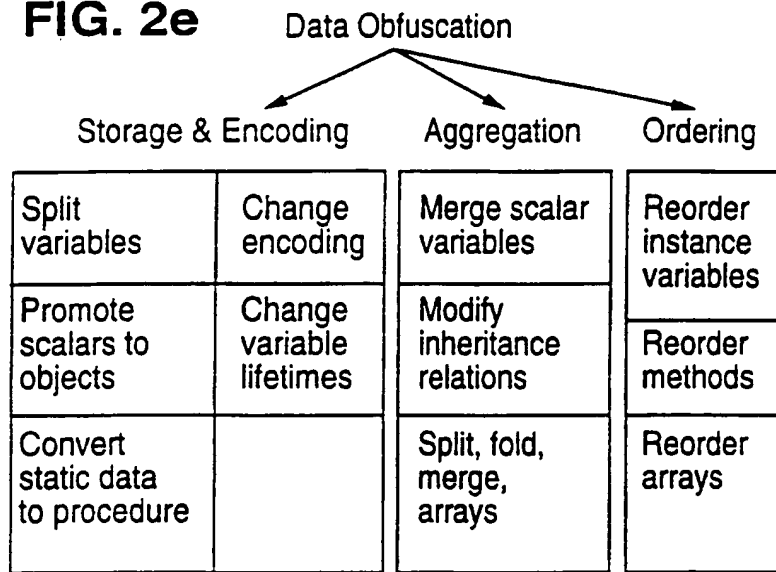 FIG. 2e
Data Obfuscation
Storage & Encoding
Aggregation
Ordering
Split
variables
Change
encoding
Merge scalar
variables
Reorder
instance
variables
Promote
scalars to
objects
Change
variable
lifetimes
Modify
inheritance
relations
Reorder
methods
Convert
static data
to procedure
Split, fold,
merge,
arrays
Reorder
arrays